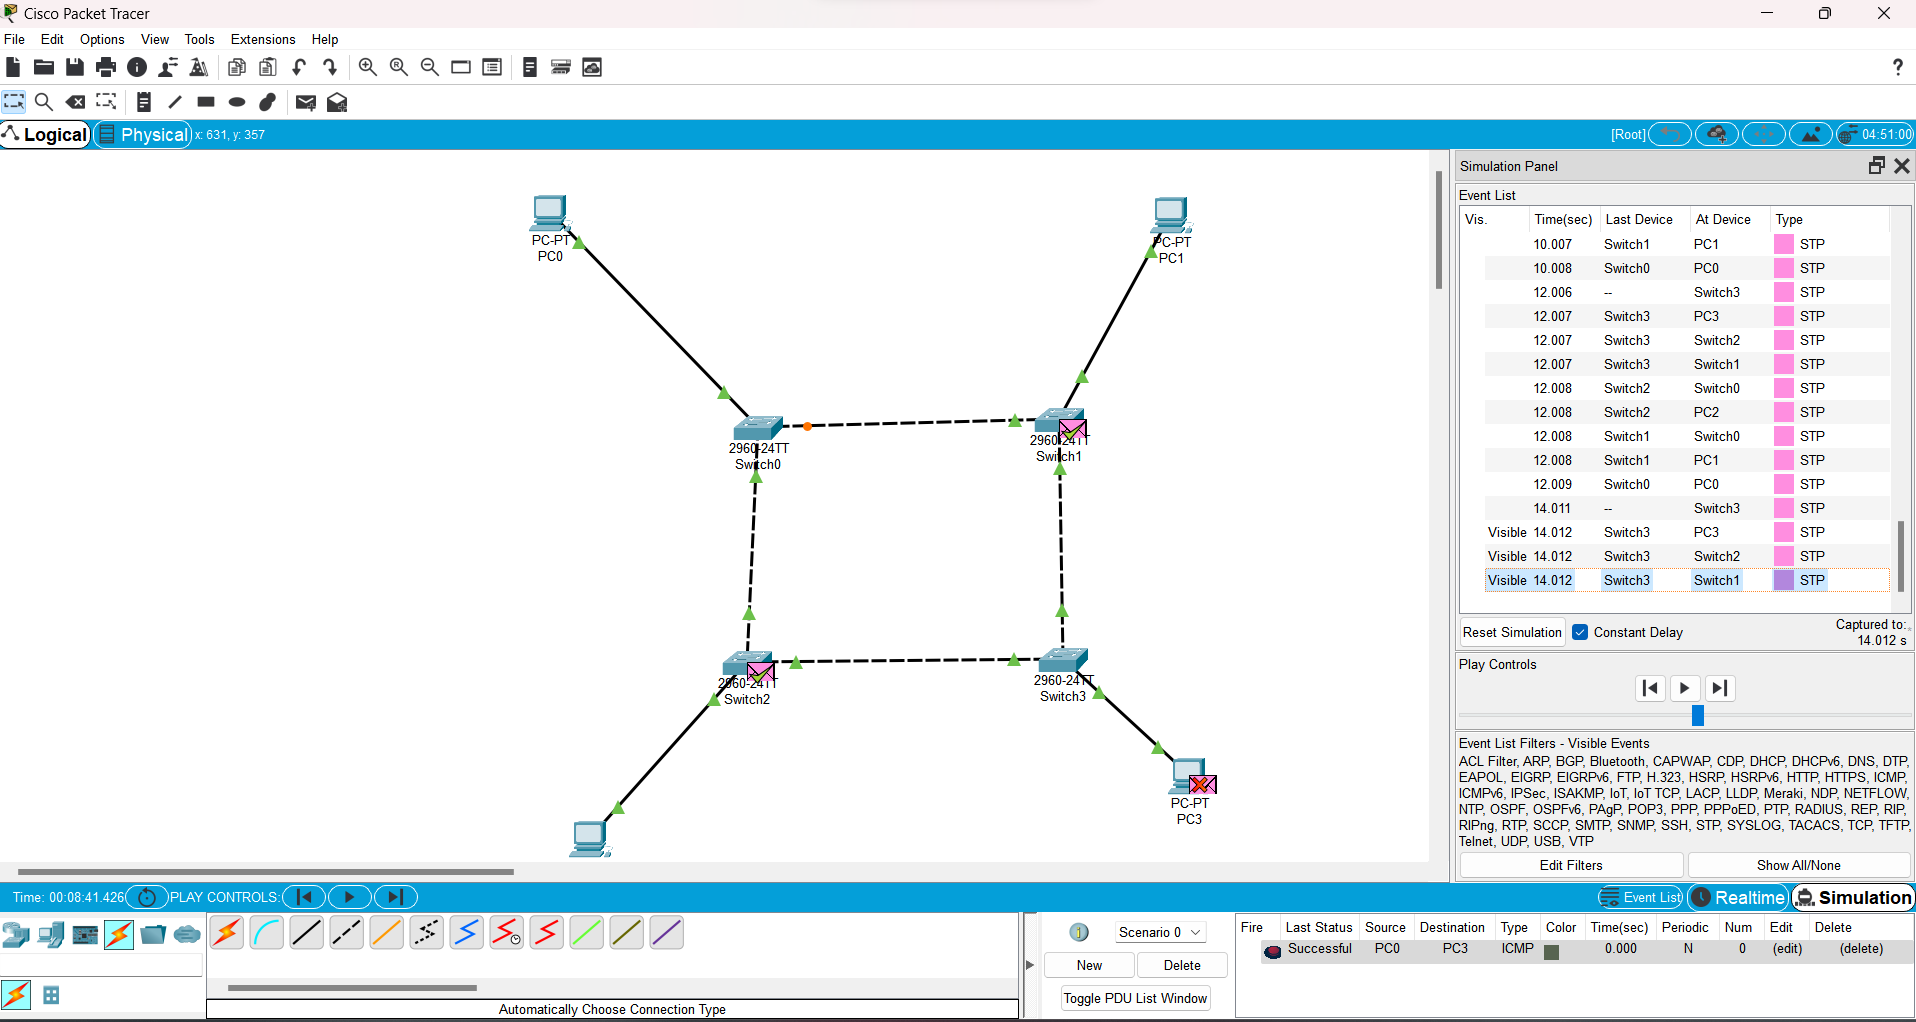 Cisco Packet Tracer
File Edit Options View Tools Extensions Help
?
Logical Physical x: 631, y: 357 [Root] 04:51:00
PC-PT
PC0
PC-PT
PC1
2960-24TT
Switch0
2960-24TT
Switch1
2960-24TT
Switch2
2960-24TT
Switch3
PC-PT
PC3
Simulation Panel
Event List
Vis. Time(sec) Last Device At Device Type
10.007 Switch1 PC1 STP
10.008 Switch0 PC0 STP
12.006 -- Switch3 STP
12.007 Switch3 PC3 STP
12.007 Switch3 Switch2 STP
12.007 Switch3 Switch1 STP
12.008 Switch2 Switch0 STP
12.008 Switch2 PC2 STP
12.008 Switch1 Switch0 STP
12.008 Switch1 PC1 STP
12.009 Switch0 PC0 STP
14.011 -- Switch3 STP
Visible 14.012 Switch3 PC3 STP
Visible 14.012 Switch3 Switch2 STP
Visible 14.012 Switch3 Switch1 STP
Reset Simulation Constant Delay Captured to:*
14.012 s
Play Controls
Event List Filters - Visible Events
ACL Filter, ARP, BGP, Bluetooth, CAPWAP, CDP, DHCP, DHCPv6, DNS, DTP,
EAPOL, EIGRP, EIGRPv6, FTP, H.323, HSRP, HSRPv6, HTTP, HTTPS, ICMP,
ICMPv6, IPSec, ISAKMP, IoT, IoT TCP, LACP, LLDP, Meraki, NDP, NETFLOW,
NTP, OSPF, OSPFv6, PAgP, POP3, PPP, PPPoED, PTP, RADIUS, REP, RIP,
RIPng, RTP, SCCP, SMTP, SNMP, SSH, STP, SYSLOG, TACACS, TCP, TFTP,
Telnet, UDP, USB, VTP
Edit Filters Show All/None
Time: 00:08:41.426 PLAY CONTROLS: Event List Realtime Simulation
Automatically Choose Connection Type
1 Scenario 0
New Delete
Toggle PDU List Window
Fire Last Status Source Destination Type Color Time(sec) Periodic Num Edit Delete
Successful PC0 PC3 ICMP 0.000 N 0 (edit) (delete)